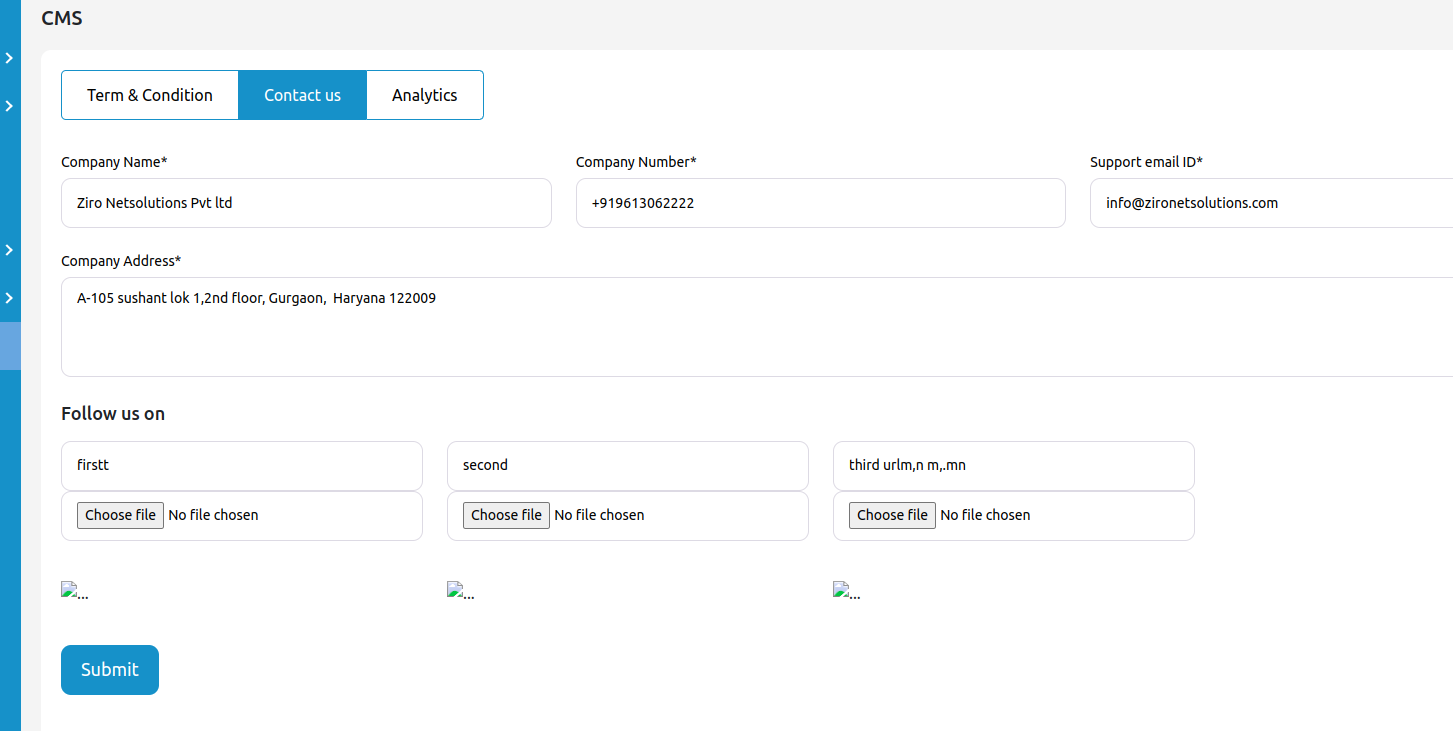 CMS
Term & Condition Contact us Analytics
Company Name* Company Number* Support email ID*
Ziro Netsolutions Pvt ltd +919613062222 info@zironetsolutions.com
Company Address*
A-105 sushant lok 1,2nd floor, Gurgaon,  Haryana 122009
Follow us on
firstt second third urlm,n m,.mn
Choose file No file chosen Choose file No file chosen Choose file No file chosen
... ... ...
Submit